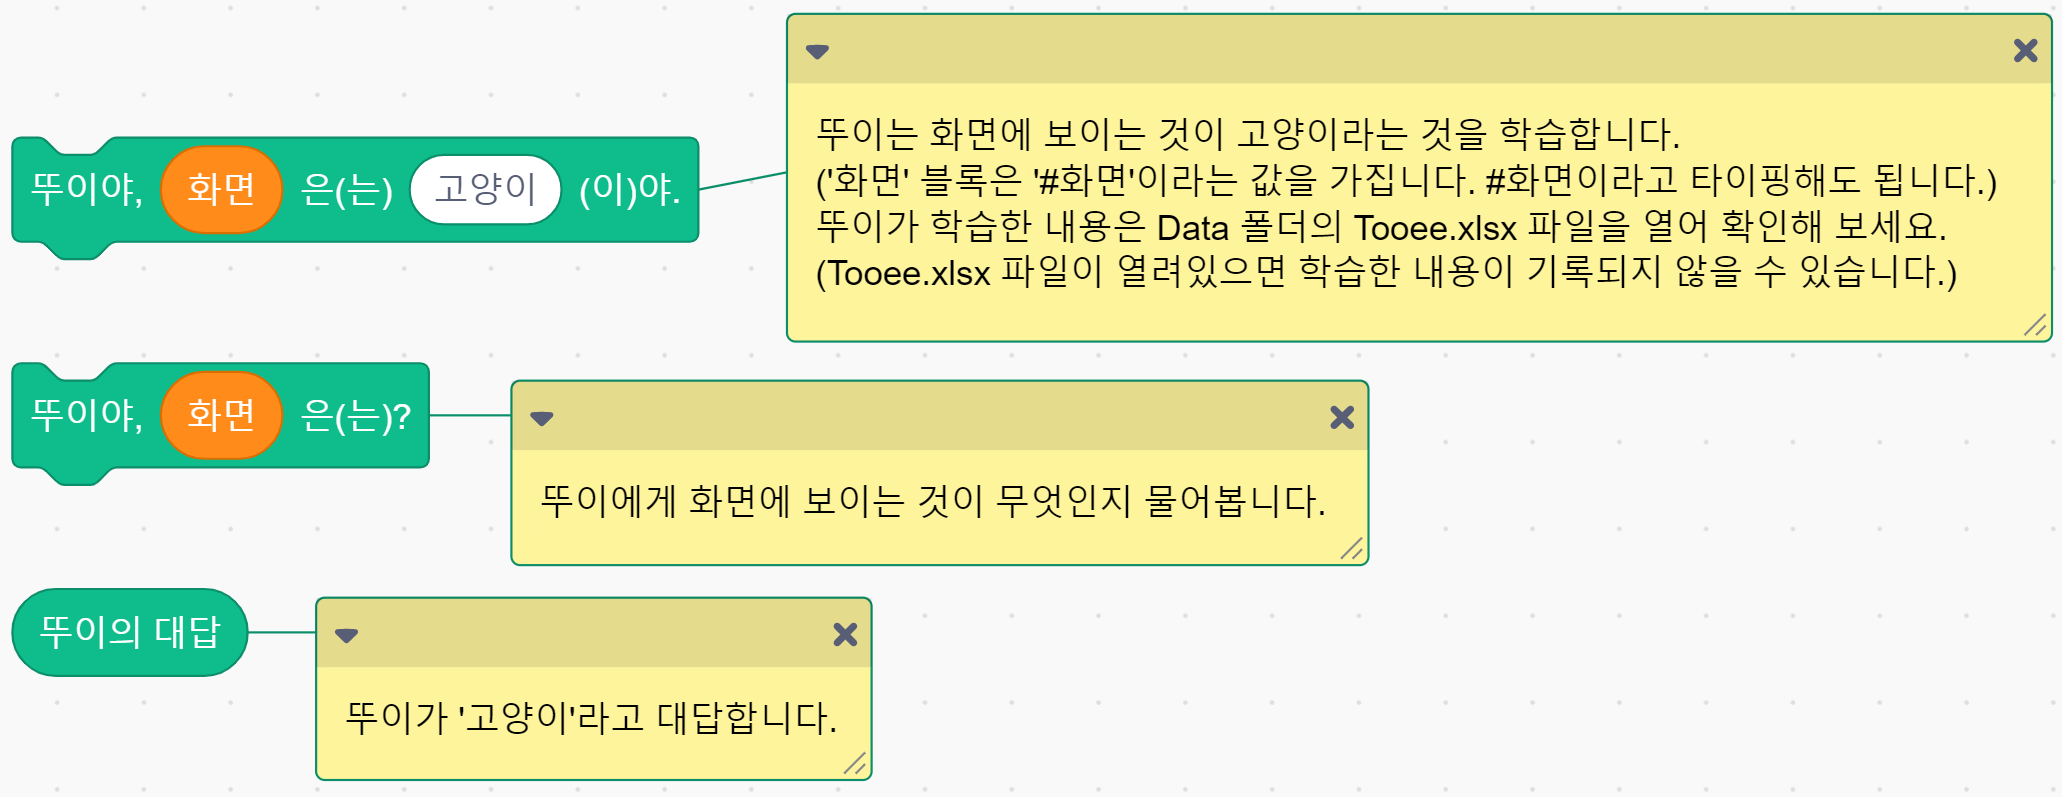 뚜이야, 화면 은(는) 고양이 (이)야.
뚜이는 화면에 보이는 것이 고양이라는 것을 학습합니다.
('화면' 블록은 '#화면'이라는 값을 가집니다. #화면이라고 타이핑해도 됩니다.)
뚜이가 학습한 내용은 Data 폴더의 Tooee.xlsx 파일을 열어 확인해 보세요.
(Tooee.xlsx 파일이 열려있으면 학습한 내용이 기록되지 않을 수 있습니다.)
뚜이야, 화면 은(는)?
뚜이에게 화면에 보이는 것이 무엇인지 물어봅니다.
뚜이의 대답
뚜이가 '고양이'라고 대답합니다.